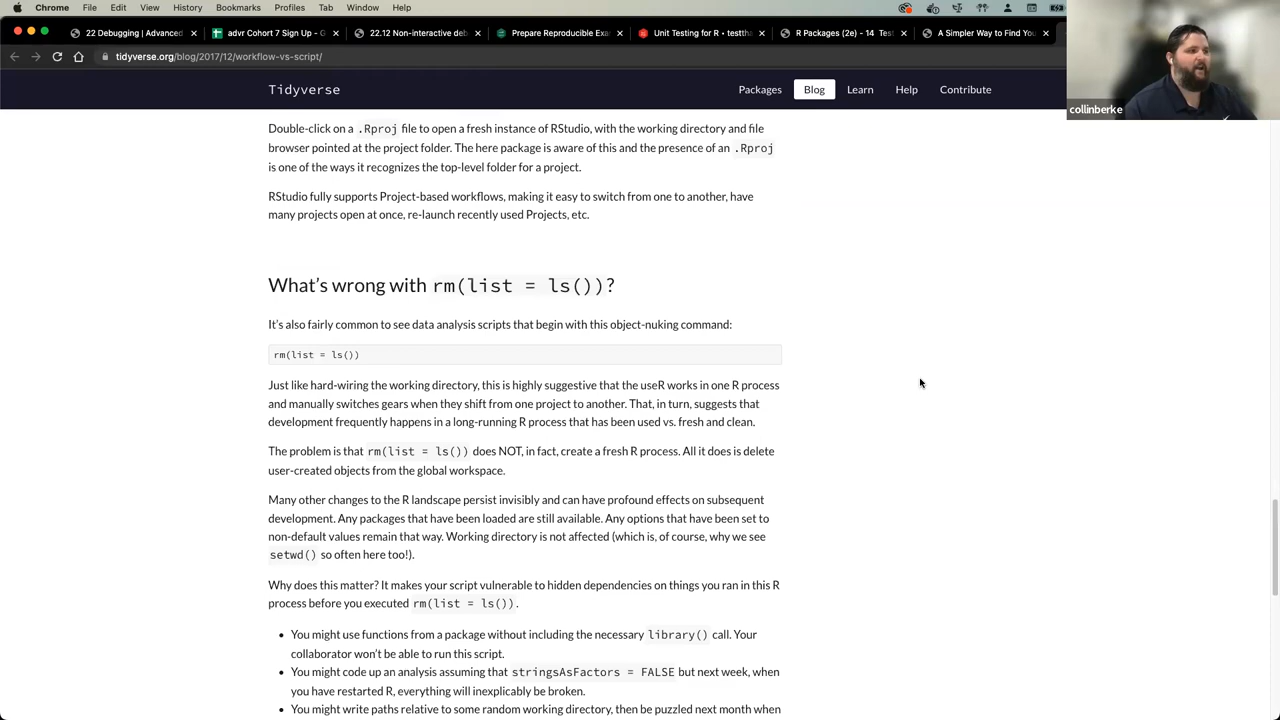 Chrome File Edit View History Bookmarks Profiles Tab Window Help
22 Debugging | Advanced
advr Cohort 7 Sign Up - G
22.12 Non-interactive deb
Prepare Reproducible Exa
Unit Testing for R • testth
R Packages (2e) - 14 Test
A Simpler Way to Find You
tidyverse.org/blog/2017/12/workflow-vs-script/
collinberke
Tidyverse Packages Blog Learn Help Contribute
Double-click on a .Rproj file to open a fresh instance of RStudio, with the working directory and file
browser pointed at the project folder. The here package is aware of this and the presence of an .Rproj
is one of the ways it recognizes the top-level folder for a project.
RStudio fully supports Project-based workflows, making it easy to switch from one to another, have
many projects open at once, re-launch recently used Projects, etc.
What's wrong with rm(list = ls())?
It's also fairly common to see data analysis scripts that begin with this object-nuking command:
rm(list = ls())
Just like hard-wiring the working directory, this is highly suggestive that the useR works in one R process
and manually switches gears when they shift from one project to another. That, in turn, suggests that
development frequently happens in a long-running R process that has been used vs. fresh and clean.
The problem is that rm(list = ls()) does NOT, in fact, create a fresh R process. All it does is delete
user-created objects from the global workspace.
Many other changes to the R landscape persist invisibly and can have profound effects on subsequent
development. Any packages that have been loaded are still available. Any options that have been set to
non-default values remain that way. Working directory is not affected (which is, of course, why we see
setwd() so often here too!).
Why does this matter? It makes your script vulnerable to hidden dependencies on things you ran in this R
process before you executed rm(list = ls()).
• You might use functions from a package without including the necessary library() call. Your
collaborator won't be able to run this script.
• You might code up an analysis assuming that stringsAsFactors = FALSE but next week, when
you have restarted R, everything will inexplicably be broken.
• You might write paths relative to some random working directory, then be puzzled next month when